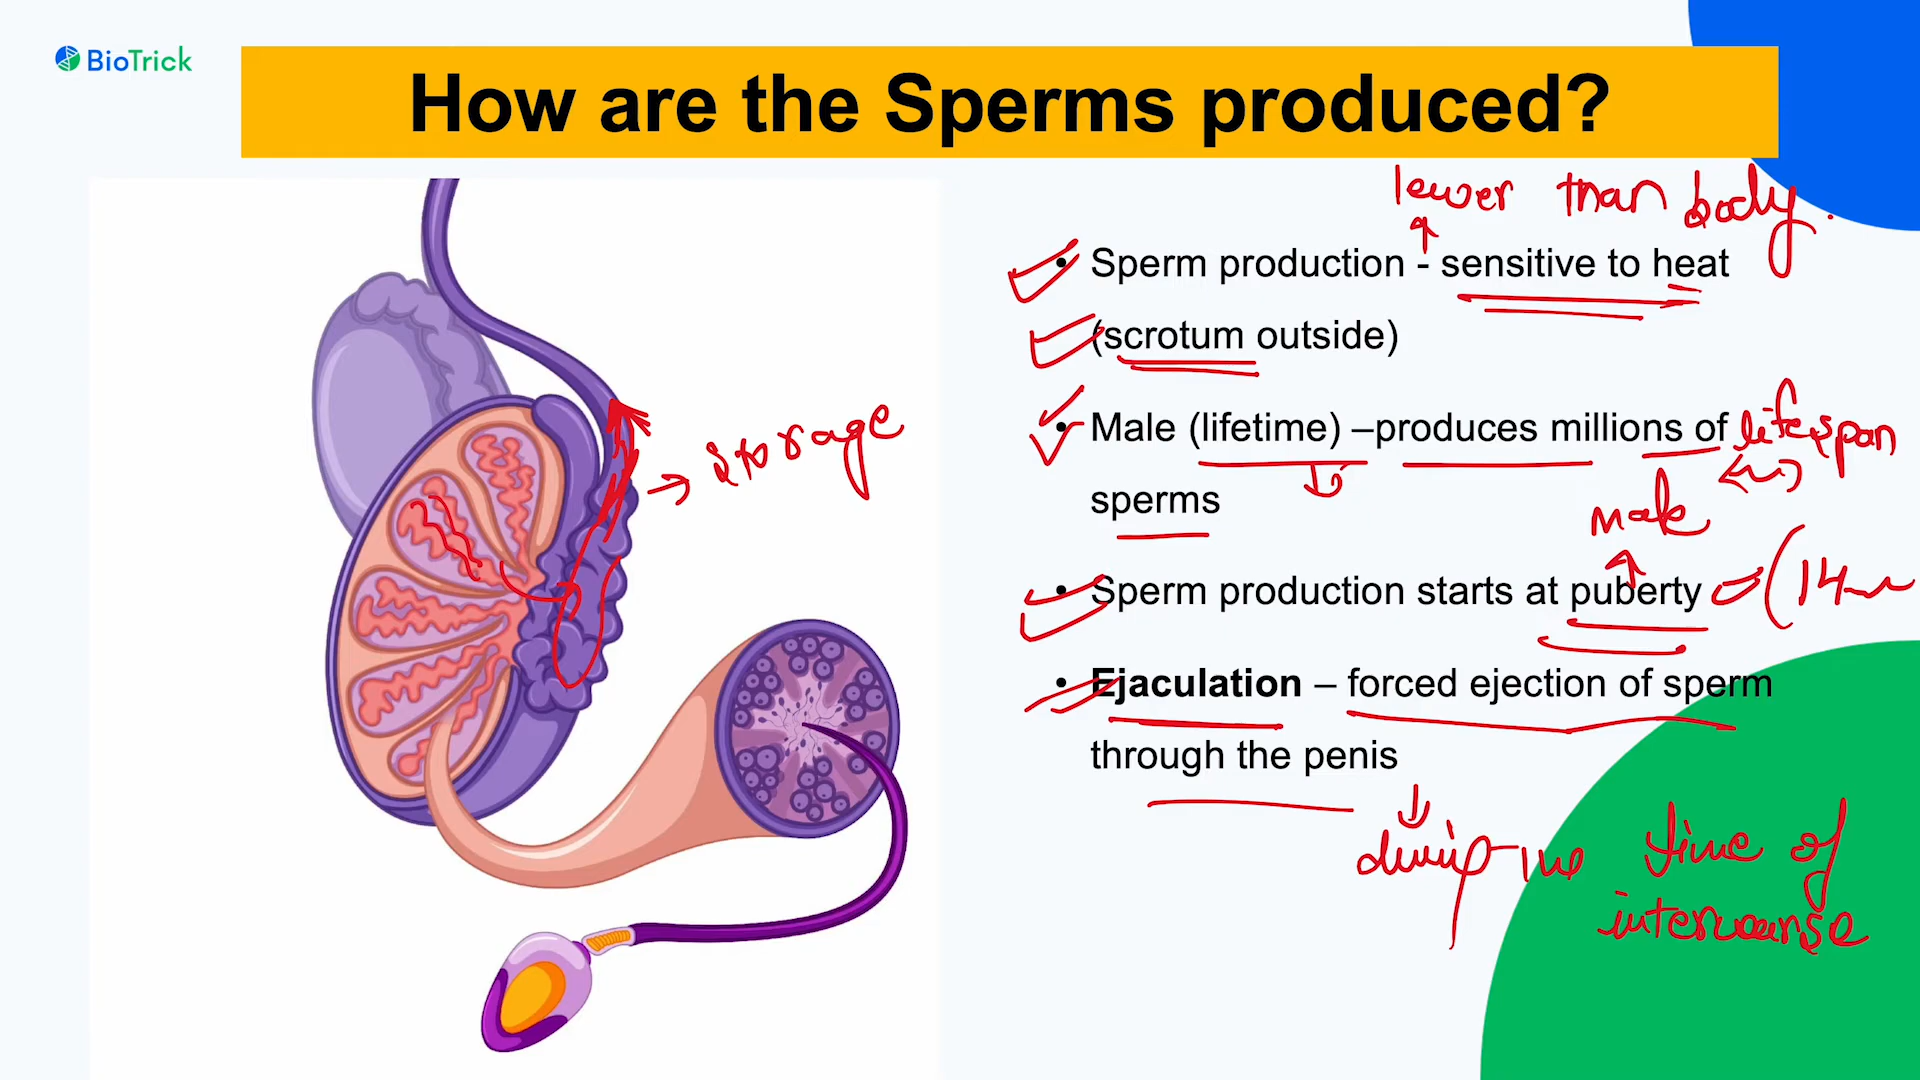 BioTrick
How are the Sperms produced?
lower than body.
• Sperm production - sensitive to heat
(scrotum outside)
storage
• Male (lifetime) –produces millions of lifespan
sperms
male
• Sperm production starts at puberty (14
• Ejaculation – forced ejection of sperm
through the penis
during the time of
intercourse